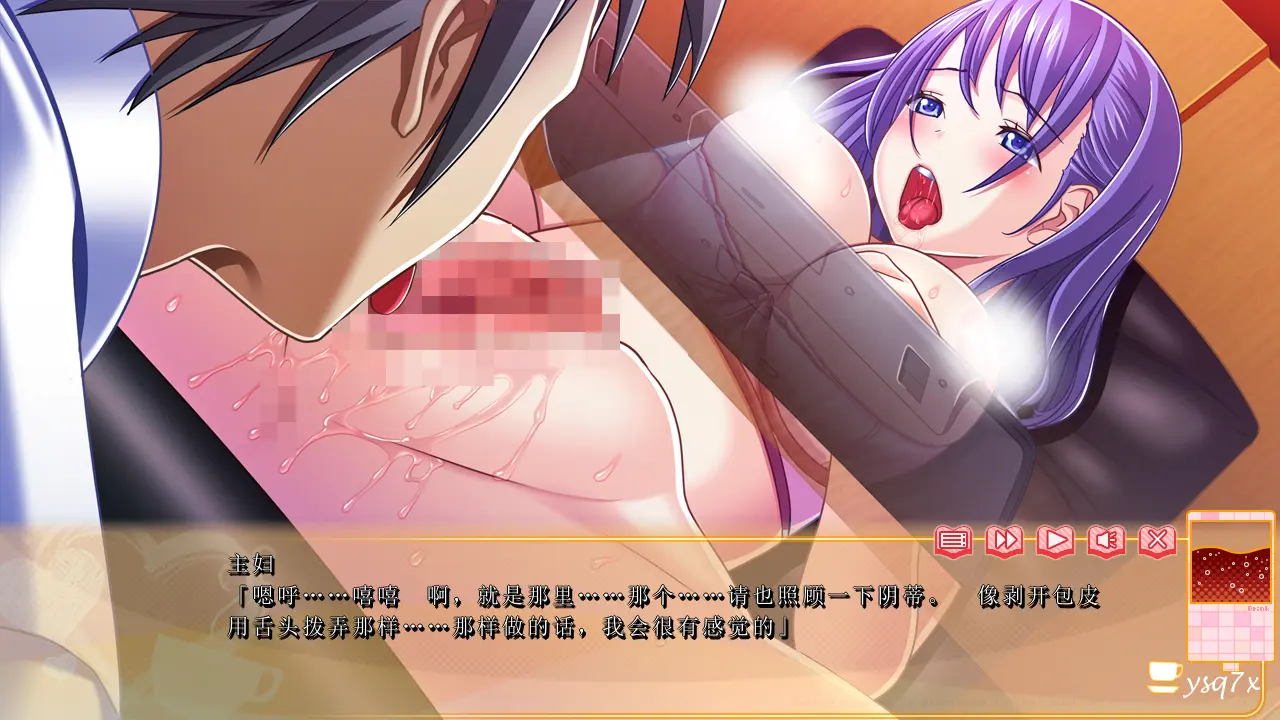 主妇
「嗯呼……嘻嘻　啊，就是那里……那个……请也照顾一下阴蒂。　像剥开包皮
用舌头拨弄那样……那样做的话，我会很有感觉的」
ysq7x